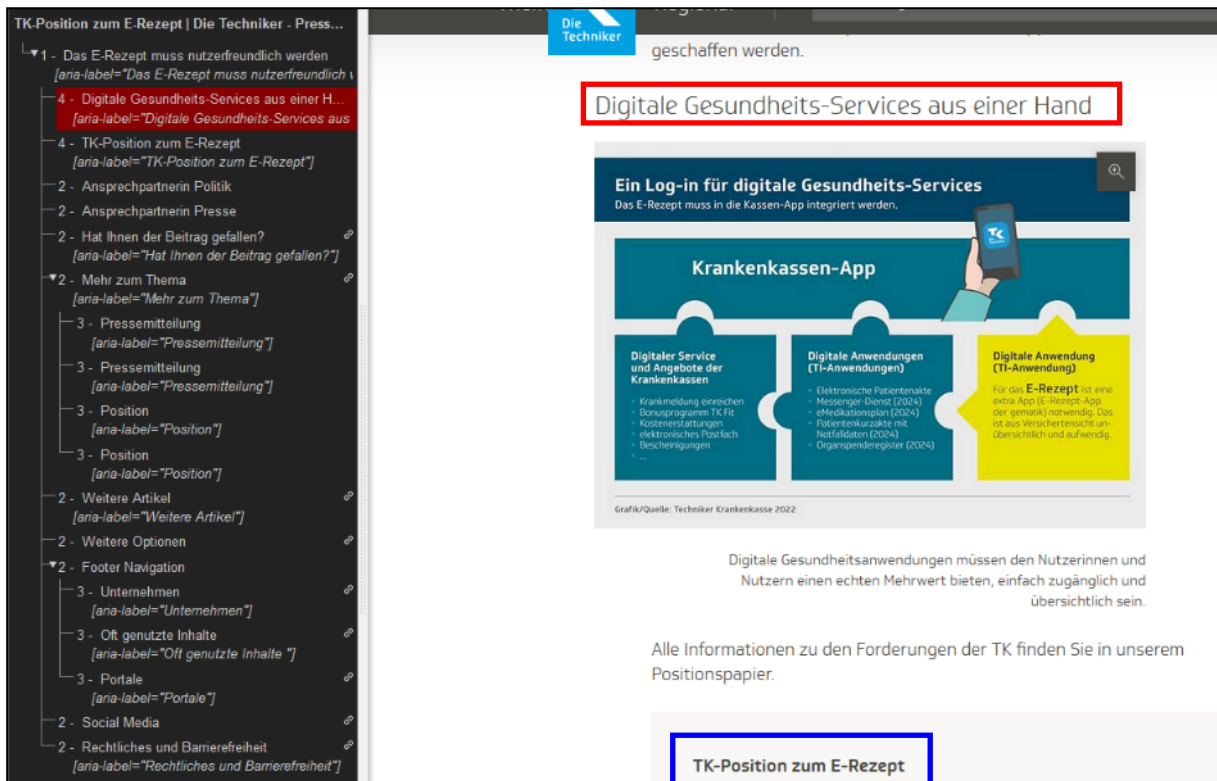 TK-Position zum E-Rezept | Die Techniker - Press...
1 - Das E-Rezept muss nutzerfreundlich werden
[aria-label="Das E-Rezept muss nutzerfreundlich
4 - Digitale Gesundheits-Services aus einer H...
[aria-label="Digitale Gesundheits-Services aus
4 - TK-Position zum E-Rezept
[aria-label="TK-Position zum E-Rezept"]
2 - Ansprechpartnerin Politik
2 - Ansprechpartnerin Presse
2 - Hat Ihnen der Beitrag gefallen?
[aria-label="Hat Ihnen der Beitrag gefallen?"]
2 - Mehr zum Thema
[aria-label="Mehr zum Thema"]
3 - Pressemitteilung
[aria-label="Pressemitteilung"]
3 - Pressemitteilung
[aria-label="Pressemitteilung"]
3 - Position
[aria-label="Position"]
3 - Position
[aria-label="Position"]
2 - Weitere Artikel
[aria-label="Weitere Artikel"]
2 - Weitere Optionen
2 - Footer Navigation
3 - Unternehmen
[aria-label="Unternehmen"]
3 - Oft genutzte Inhalte
[aria-label="Oft genutzte Inhalte "]
3 - Portale
[aria-label="Portale"]
2 - Social Media
2 - Rechtliches und Barrierefreiheit
[aria-label="Rechtliches und Barrierefreiheit"]
Die
Techniker
geschaffen werden.
Digitale Gesundheits-Services aus einer Hand
Ein Log-in für digitale Gesundheits-Services
Das E-Rezept muss in die Kassen-App integriert werden.
TK
Krankenkassen-App
Digitaler Service
und Angebote der
Krankenkassen
• Krankmeldung einreichen
• Bonusprogramm TK Fit
• Kostenerstattungen
• elektronisches Postfach
• Bescheinigungen
• ...
Digitale Anwendungen
(TI-Anwendungen)
• Elektronische Patientenakte
• Messenger-Dienst (2024)
• eMedikationsplan (2024)
• Patientenkurzakte mit
Notfalldaten (2024)
• Organspenderegister (2024)
Digitale Anwendung
(TI-Anwendung)
Für das E-Rezept ist eine
extra App (E-Rezept-App
der gematik) notwendig. Das
ist aus Versichertensicht un-
übersichtlich und aufwendig.
Grafik/Quelle: Techniker Krankenkasse 2022
Digitale Gesundheitsanwendungen müssen den Nutzerinnen und
Nutzern einen echten Mehrwert bieten, einfach zugänglich und
übersichtlich sein.
Alle Informationen zu den Forderungen der TK finden Sie in unserem
Positionspapier.
TK-Position zum E-Rezept